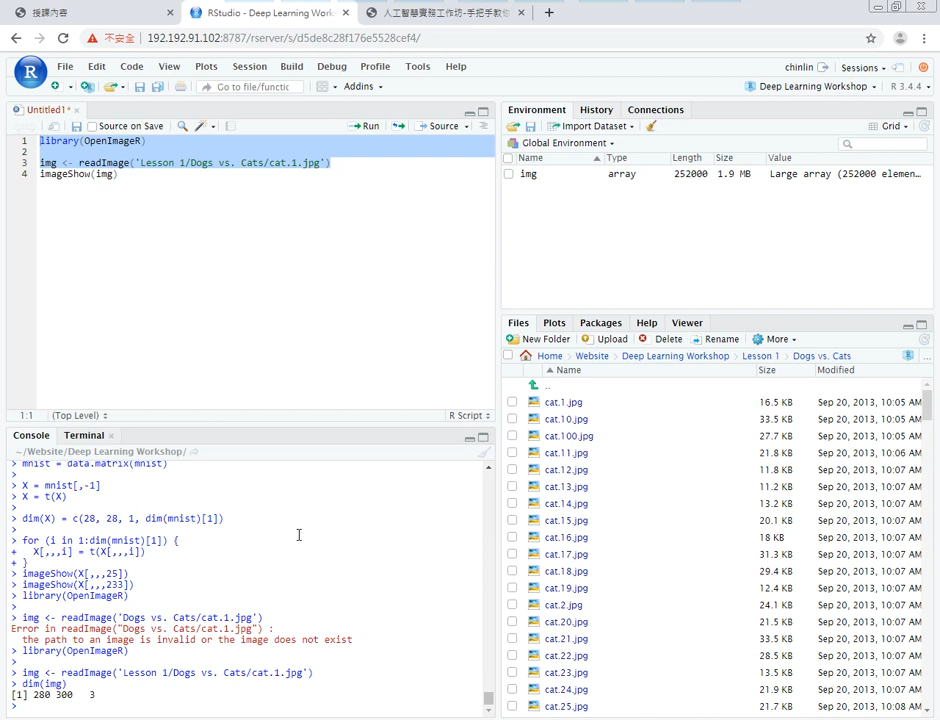 授課內容
RStudio - Deep Learning Work
人工智慧實務工作坊-手把手教你
不安全 192.192.91.102:8787/rserver/s/d5de8c28f176e5528cef4/
File Edit Code View Plots Session Build Debug Profile Tools Help
chinlin Sessions
Go to file/functic Addins
Deep Learning Workshop R 3.4.4
Untitled1*
Source on Save Run Source
1 library(OpenImageR)
2
3 img <- readImage('Lesson 1/Dogs vs. Cats/cat.1.jpg')
4 imageShow(img)
1:1 (Top Level) R Script
Console Terminal
~/Website/Deep Learning Workshop/
> mnist = data.matrix(mnist)
>
> X = mnist[,-1]
> X = t(X)
>
> dim(X) = c(28, 28, 1, dim(mnist)[1])
>
> for (i in 1:dim(mnist)[1]) {
+ X[,,,i] = t(X[,,,i])
+ }
> imageShow(X[,,,25])
> imageShow(X[,,,233])
> library(OpenImageR)
>
> img <- readImage('Dogs vs. Cats/cat.1.jpg')
Error in readImage("Dogs vs. Cats/cat.1.jpg") :
the path to an image is invalid or the image does not exist
> library(OpenImageR)
>
> img <- readImage('Lesson 1/Dogs vs. Cats/cat.1.jpg')
> dim(img)
[1] 280 300 3
>
Environment History Connections
Import Dataset Grid
Global Environment
Name Type Length Size Value
img array 252000 1.9 MB Large array (252000 elemen…
Files Plots Packages Help Viewer
New Folder Upload Delete Rename More
Home Website Deep Learning Workshop Lesson 1 Dogs vs. Cats
Name Size Modified
..
cat.1.jpg 16.5 KB Sep 20, 2013, 10:05 AM
cat.10.jpg 33.5 KB Sep 20, 2013, 10:05 AM
cat.100.jpg 27.7 KB Sep 20, 2013, 10:05 AM
cat.11.jpg 21.8 KB Sep 20, 2013, 10:06 AM
cat.12.jpg 11.8 KB Sep 20, 2013, 10:07 AM
cat.13.jpg 11.2 KB Sep 20, 2013, 10:07 AM
cat.14.jpg 13.2 KB Sep 20, 2013, 10:07 AM
cat.15.jpg 20.1 KB Sep 20, 2013, 10:07 AM
cat.16.jpg 18 KB Sep 20, 2013, 10:07 AM
cat.17.jpg 31.3 KB Sep 20, 2013, 10:07 AM
cat.18.jpg 29.4 KB Sep 20, 2013, 10:07 AM
cat.19.jpg 12.4 KB Sep 20, 2013, 10:07 AM
cat.2.jpg 24.1 KB Sep 20, 2013, 10:07 AM
cat.20.jpg 21.5 KB Sep 20, 2013, 10:07 AM
cat.21.jpg 33.5 KB Sep 20, 2013, 10:07 AM
cat.22.jpg 28.5 KB Sep 20, 2013, 10:07 AM
cat.23.jpg 13.5 KB Sep 20, 2013, 10:07 AM
cat.24.jpg 21.9 KB Sep 20, 2013, 10:07 AM
cat.25.jpg 21.7 KB Sep 20, 2013, 10:08 AM